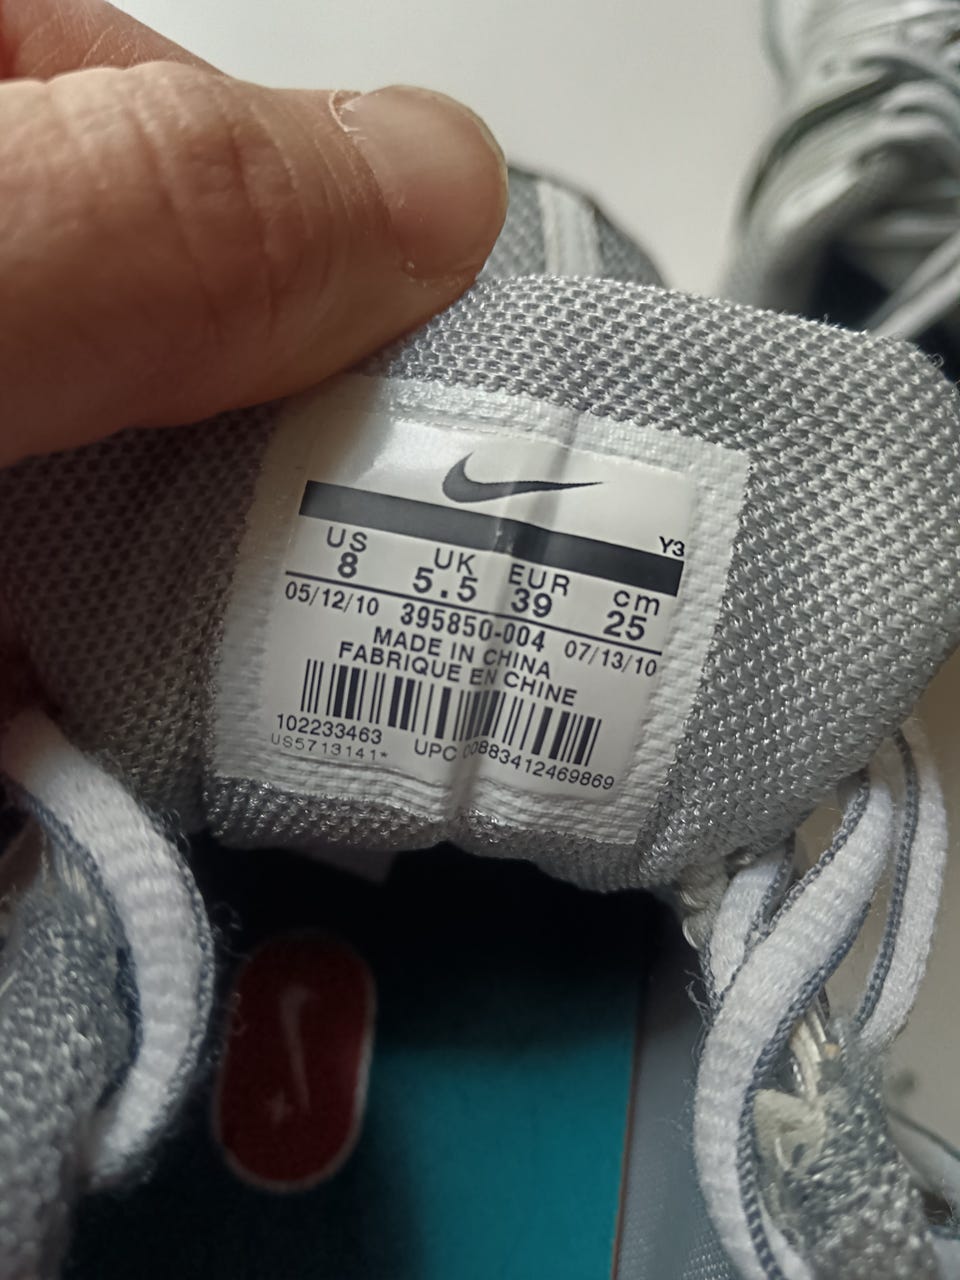 Y3
US UK EUR cm
8 5.5 39 25
05/12/10 395850-004 07/13/10
MADE IN CHINA
FABRIQUE EN CHINE
102233463
US5713141* UPC 00883412469869